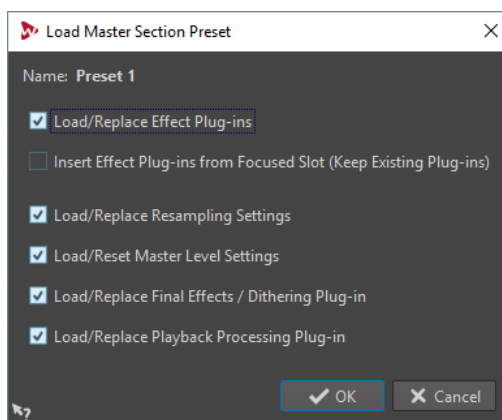 Load Master Section Preset
Name: Preset 1
Load/Replace Effect Plug-ins
Insert Effect Plug-ins from Focused Slot (Keep Existing Plug-ins)
Load/Replace Resampling Settings
Load/Reset Master Level Settings
Load/Replace Final Effects / Dithering Plug-in
Load/Replace Playback Processing Plug-in
OK Cancel
?